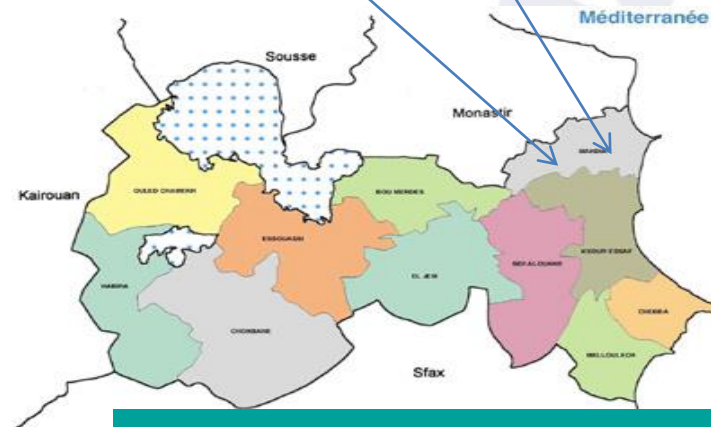 Méditerranée
Sousse
Monastir
MAHDIA
Kairouan
OULED CHAMEKH
BOU MERDES
ESSOUASSI
KSOUR ESSAF
HABIRA
EL JEM
SIDI ALOUANE
CHORBANE
CHEBBA
MELLOULECH
Sfax